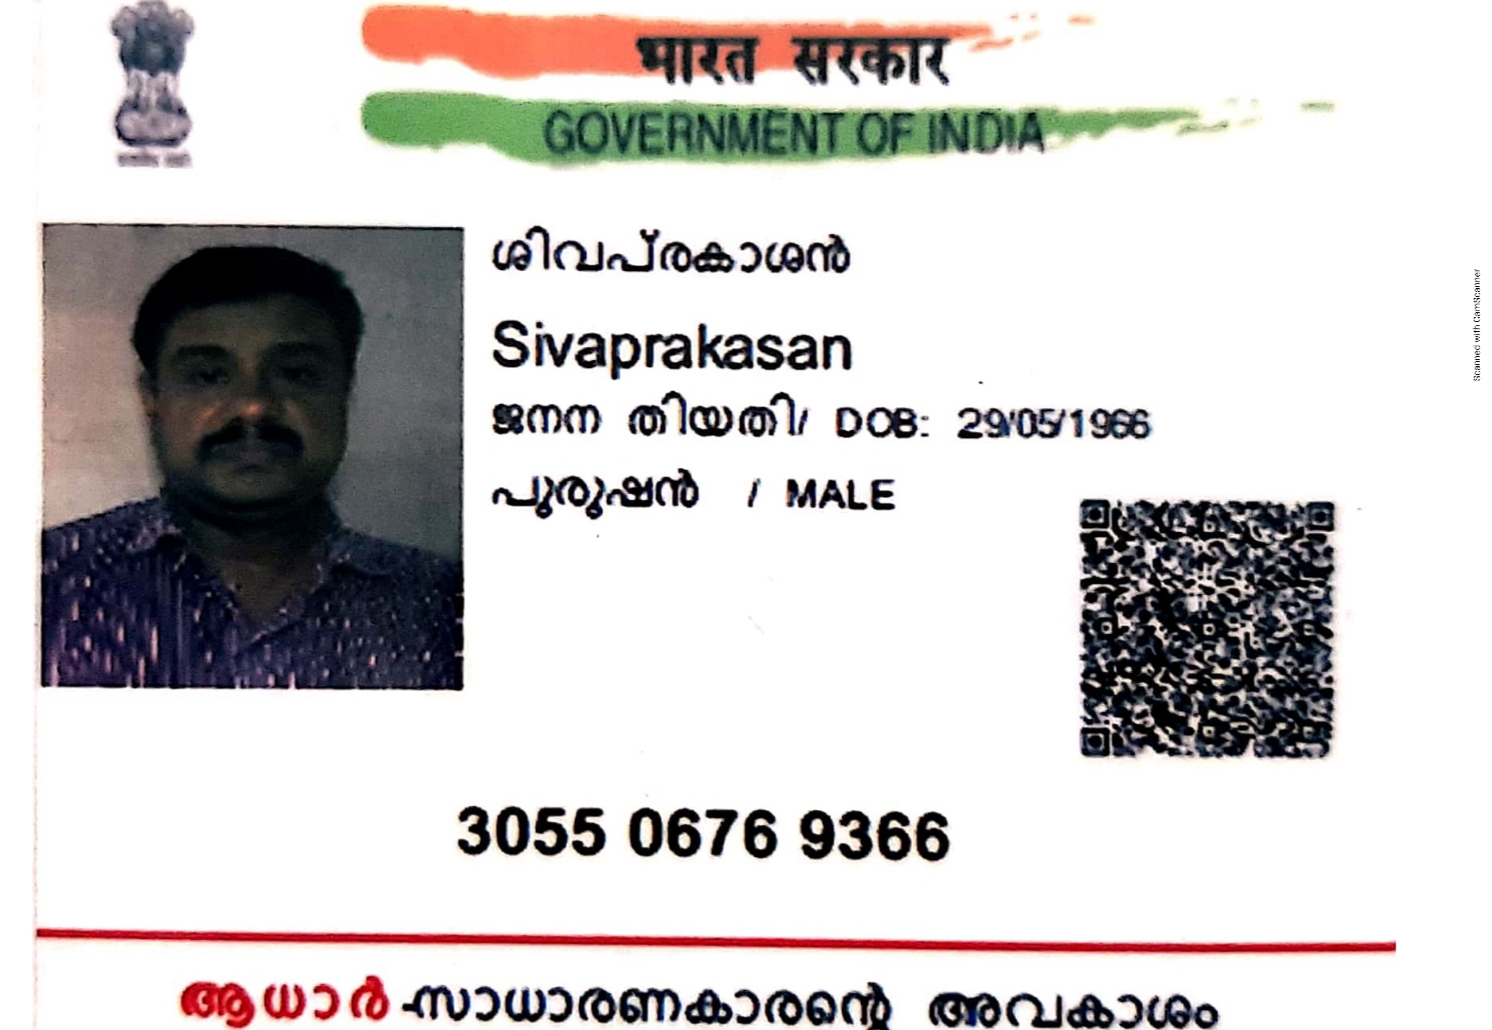 भारत सरकार
GOVERNMENT OF INDIA
ശിവപ്രകാശൻ
Sivaprakasan
ജനന തിയതി/ DOB: 29/05/1966
പുരുഷൻ / MALE
3055 0676 9366
ആധാർ -സാധാരണകാരന്റെ അവകാശം
Scanned with CamScanner